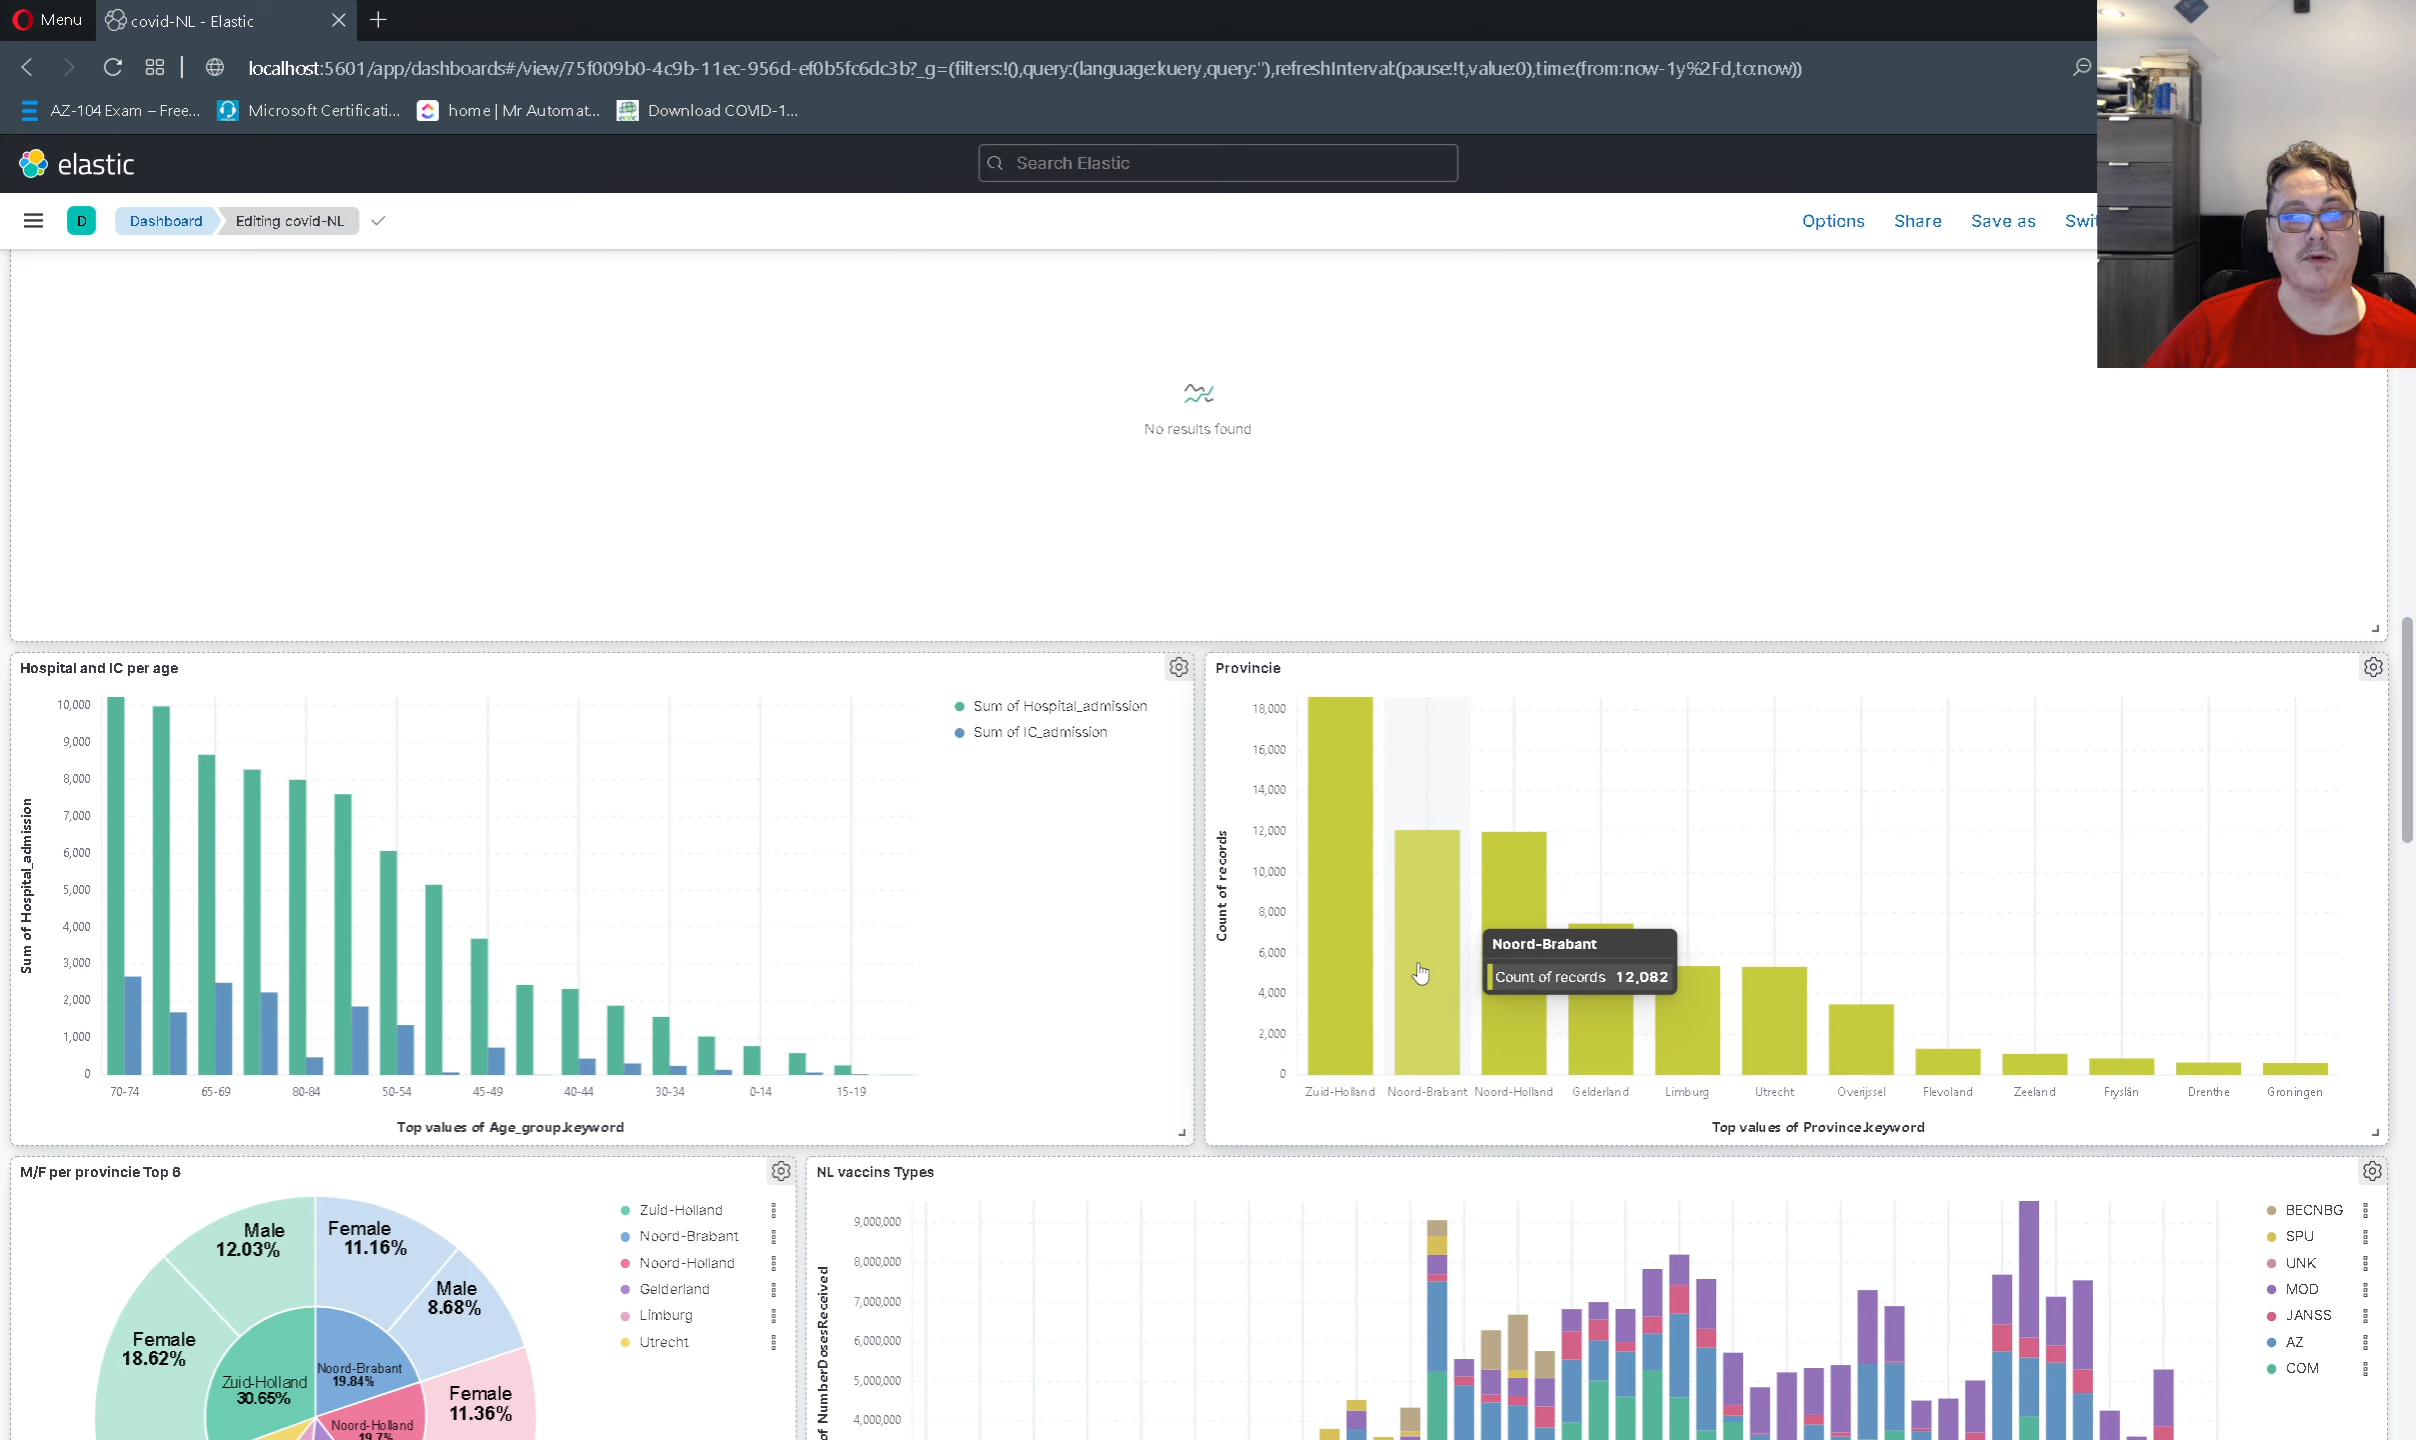 Menu
covid-NL - Elastic
localhost:5601/app/dashboards#/view/75f009b0-4c9b-11ec-956d-ef0b5fc6dc3b?_g=(filters:!(),query:(language:kuery,query:''),refreshInterval:(pause:!t,value:0),time:(from:now-1y%2Fd,to:now))
AZ-104 Exam – Free...
Microsoft Certificati...
home | Mr Automat...
Download COVID-1...
elastic
Search Elastic
D
Dashboard
Editing covid-NL
Options
Share
Save as
Swit
No results found
Hospital and IC per age
10,000
9,000
8,000
7,000
6,000
5,000
4,000
3,000
2,000
1,000
0
Sum of Hospital_admission
70-74
65-69
80-84
50-54
45-49
40-44
30-34
0-14
15-19
Top values of Age_group.keyword
Sum of Hospital_admission
Sum of IC_admission
Provincie
18,000
16,000
14,000
12,000
10,000
8,000
6,000
4,000
2,000
0
Count of records
Noord-Brabant
Count of records 12,082
Zuid-Holland
Noord-Brabant
Noord-Holland
Gelderland
Limburg
Utrecht
Overijssel
Flevoland
Zeeland
Fryslân
Drenthe
Groningen
Top values of Province.keyword
M/F per provincie Top 6
Male
12.03%
Female
11.16%
Male
8.68%
Female
18.62%
Zuid-Holland
30.65%
Noord-Brabant
19.84%
Female
11.36%
Noord-Holland
19.7%
Zuid-Holland
Noord-Brabant
Noord-Holland
Gelderland
Limburg
Utrecht
NL vaccins Types
9,000,000
8,000,000
7,000,000
6,000,000
5,000,000
4,000,000
of NumberDosesReceived
BECNBG
SPU
UNK
MOD
JANSS
AZ
COM